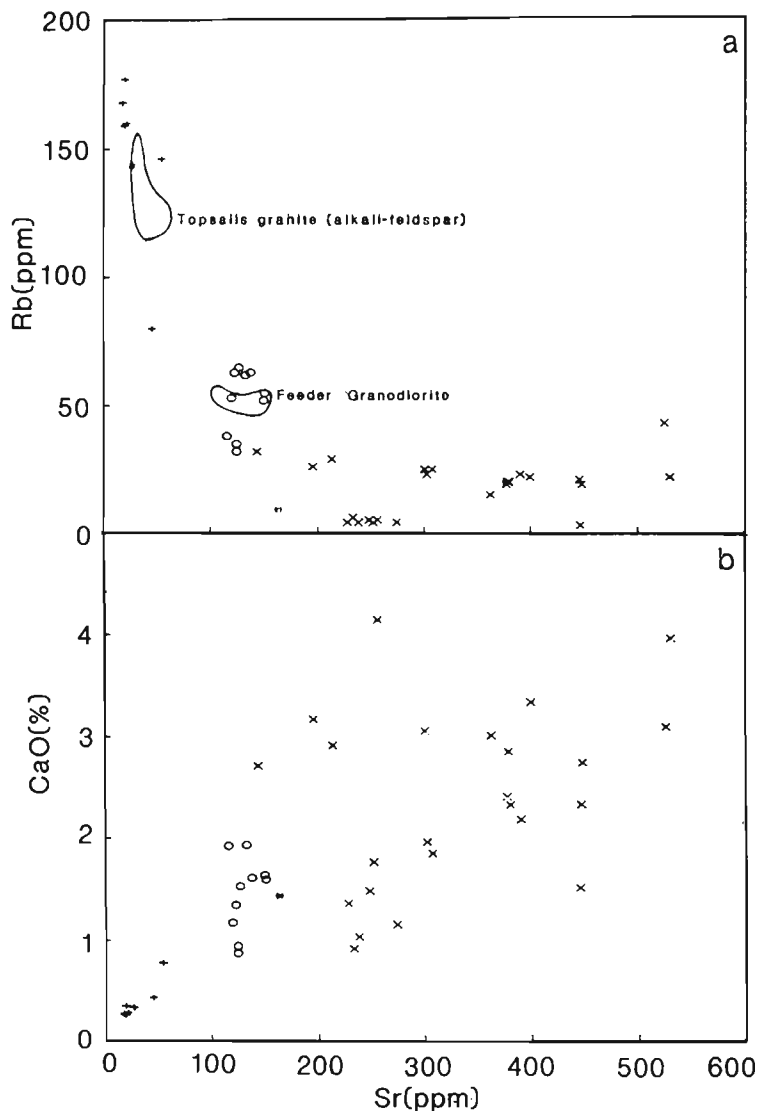 200
a
150
Topsails granite (alkali-feldspar)
Rb(ppm)
100
50
Feeder Granodiorite
0
b
4
3
CaO(%)
2
1
0
0 100 200 300 400 500 600
Sr(ppm)